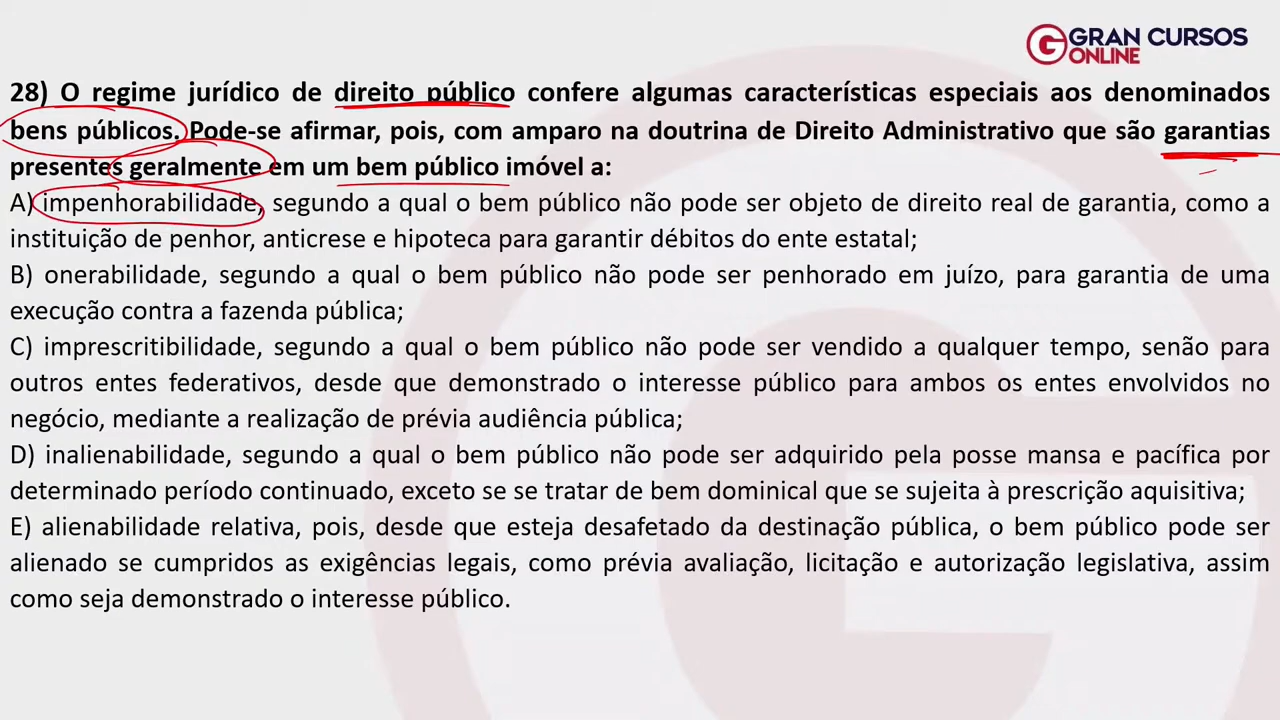 GRAN CURSOS
ONLINE
28) O regime jurídico de direito público confere algumas características especiais aos denominados
bens públicos. Pode-se afirmar, pois, com amparo na doutrina de Direito Administrativo que são garantias
presentes geralmente em um bem público imóvel a:
A) impenhorabilidade, segundo a qual o bem público não pode ser objeto de direito real de garantia, como a
instituição de penhor, anticrese e hipoteca para garantir débitos do ente estatal;
B) onerabilidade, segundo a qual o bem público não pode ser penhorado em juízo, para garantia de uma
execução contra a fazenda pública;
C) imprescritibilidade, segundo a qual o bem público não pode ser vendido a qualquer tempo, senão para
outros entes federativos, desde que demonstrado o interesse público para ambos os entes envolvidos no
negócio, mediante a realização de prévia audiência pública;
D) inalienabilidade, segundo a qual o bem público não pode ser adquirido pela posse mansa e pacífica por
determinado período continuado, exceto se se tratar de bem dominical que se sujeita à prescrição aquisitiva;
E) alienabilidade relativa, pois, desde que esteja desafetado da destinação pública, o bem público pode ser
alienado se cumpridos as exigências legais, como prévia avaliação, licitação e autorização legislativa, assim
como seja demonstrado o interesse público.